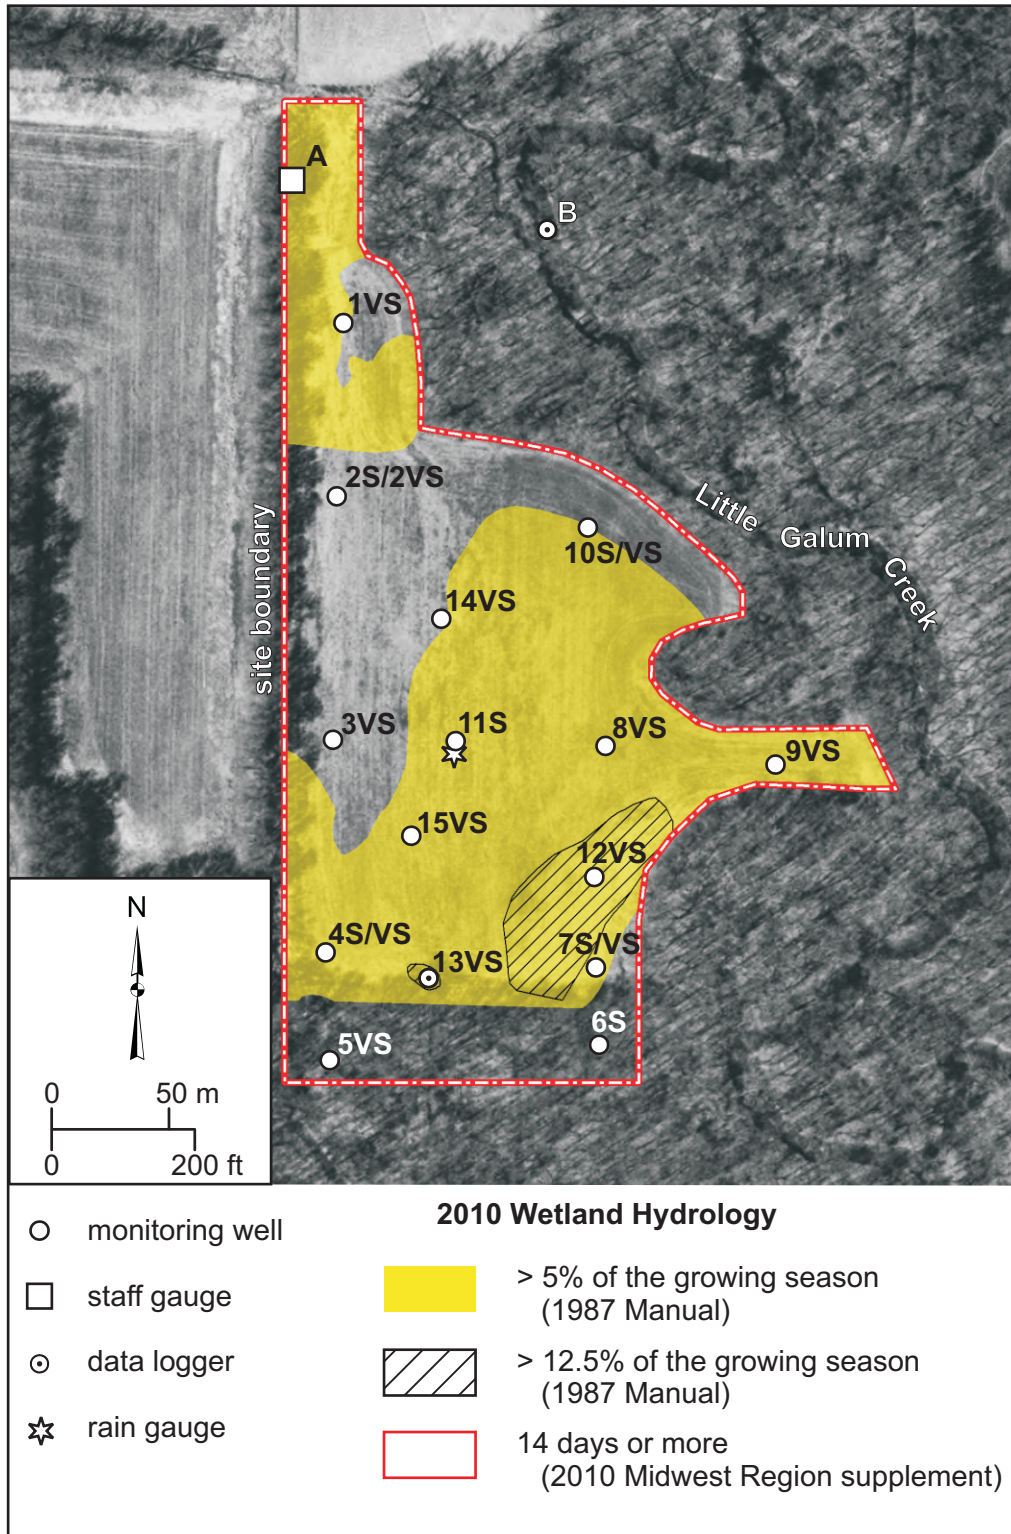 A
B
1VS
2S/2VS
Little Galum Creek
10S/VS
site boundary
14VS
3VS
11S
8VS
9VS
15VS
12VS
4S/VS
7S/VS
13VS
6S
5VS
N
0 50 m
0 200 ft
monitoring well
staff gauge
data logger
rain gauge
2010 Wetland Hydrology
> 5% of the growing season
(1987 Manual)
> 12.5% of the growing season
(1987 Manual)
14 days or more
(2010 Midwest Region supplement)